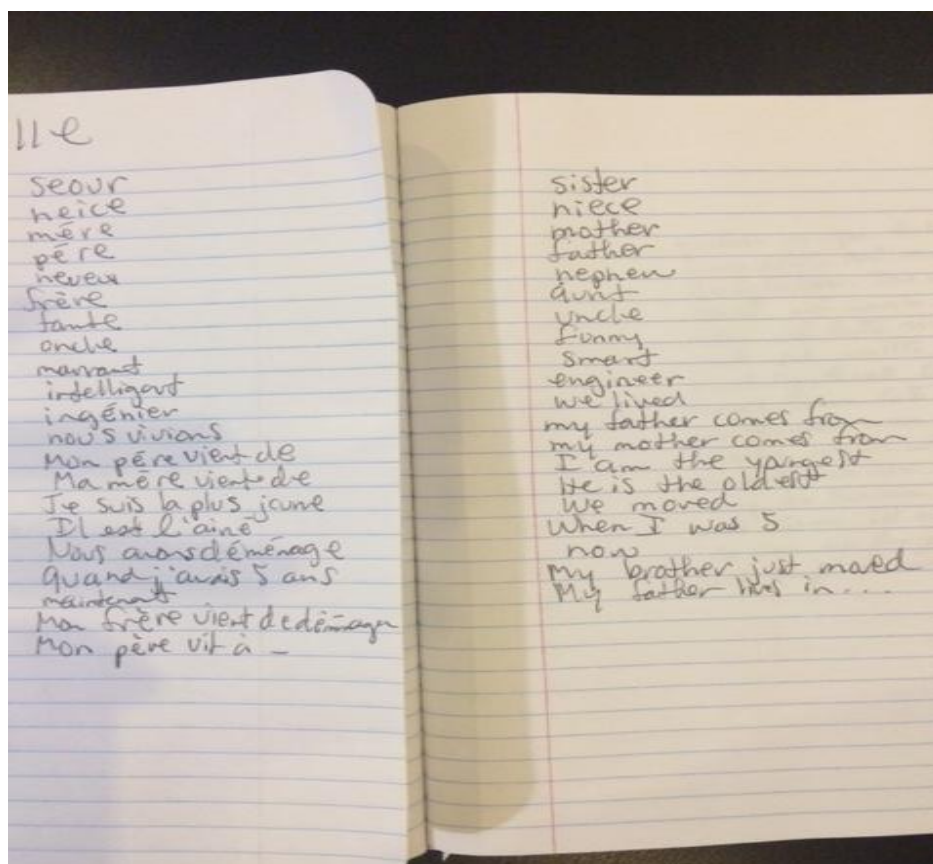 lle
seour
neice
mère
père
neveu
frère
tante
oncle
marrant
intelligent
ingénier
nous vivions
Mon père vient de
Ma mère vient de
Je suis la plus jeune
Il est l'ainé
Nous avons déménage
Quand j'avais 5 ans
maintenant
Mon frère vient de déménager
Mon père vit à _
sister
niece
mother
father
nephew
aunt
uncle
funny
smart
engineer
we lived
my father comes from
my mother comes from
I am the youngest
He is the oldest
We moved
When I was 5
now
My brother just moved
My father lives in....